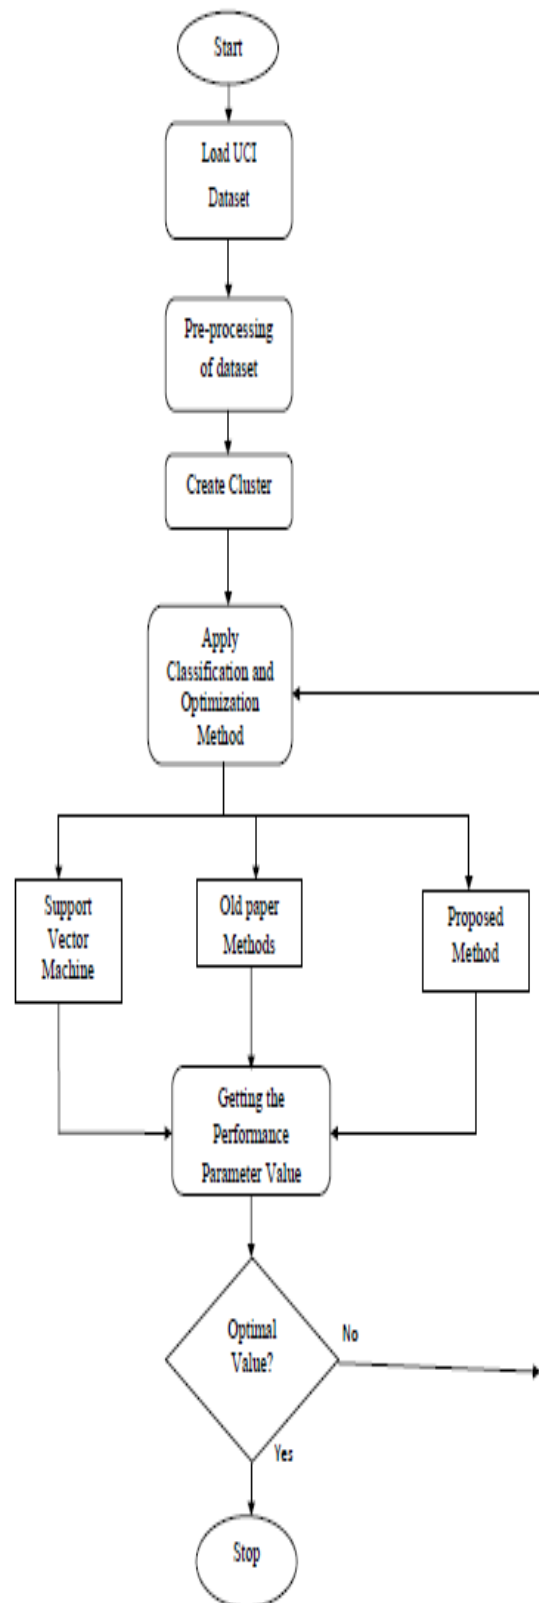 Start
Load UCI
Dataset
Pre-processing
of dataset
Create Cluster
Apply
Classification and
Optimization
Method
Support
Vector
Machine
Old paper
Methods
Proposed
Method
Getting the
Performance
Parameter Value
Optimal
Value?
No
Yes
Stop